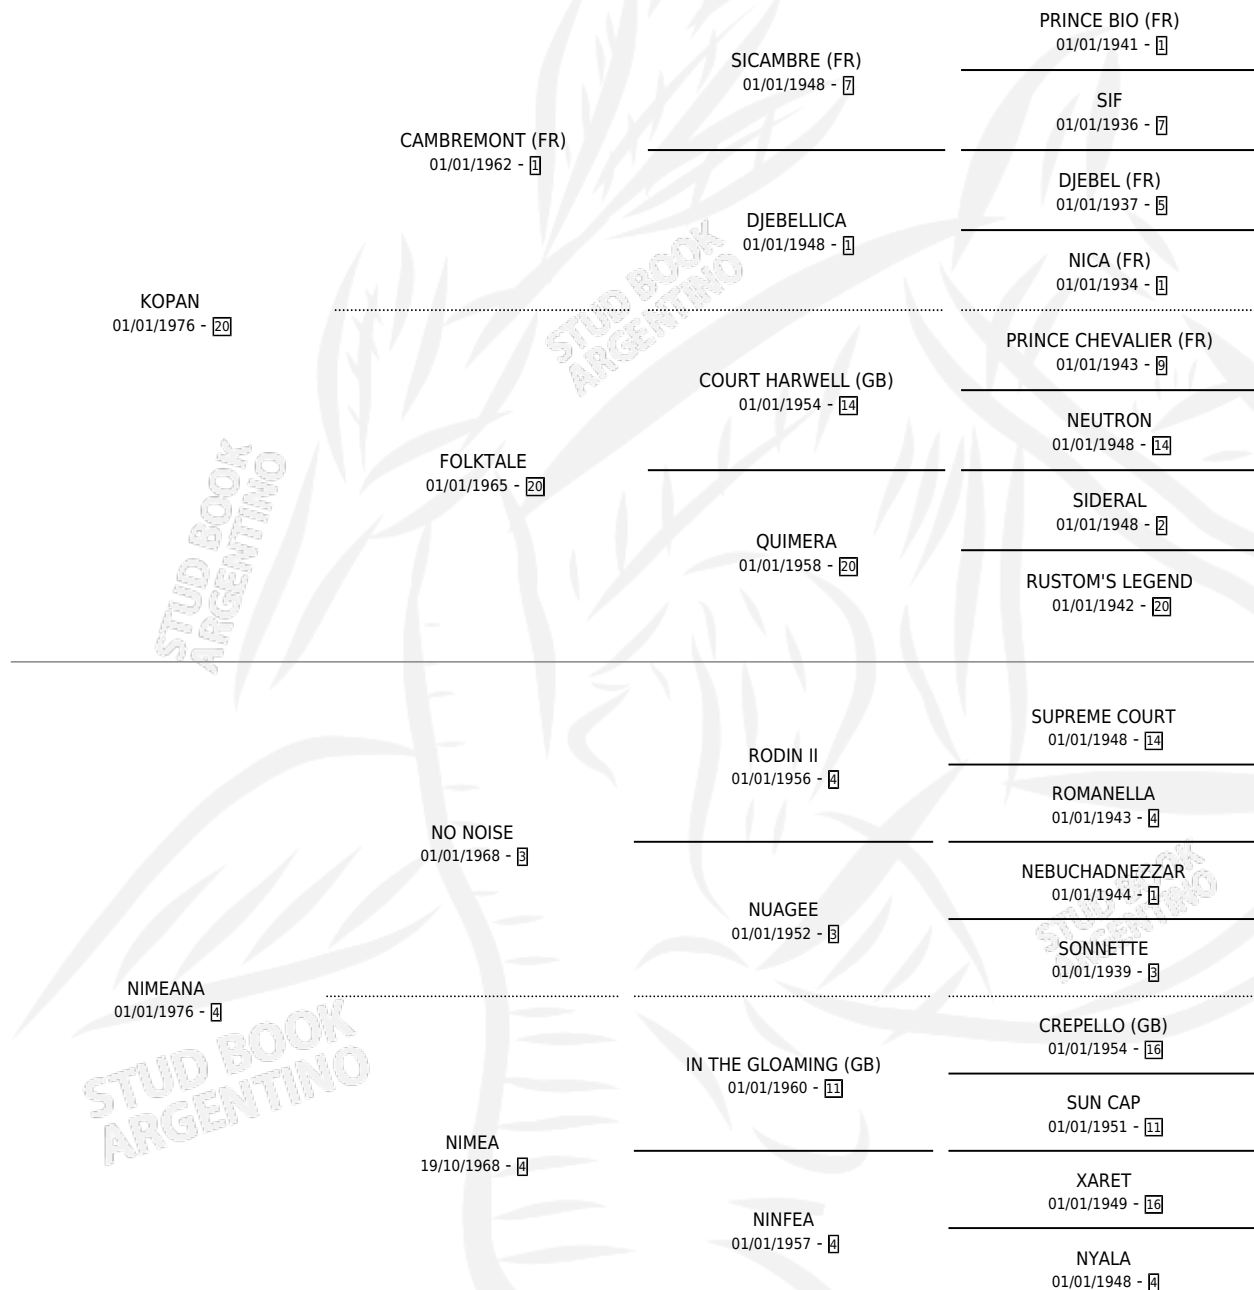 PRINCE BIO (FR)
01/01/1941 - 1
SICAMBRE (FR)
01/01/1948 - 7
SIF
01/01/1936 - 7
CAMBREMONT (FR)
01/01/1962 - 1
DJEBEL (FR)
01/01/1937 - 5
DJEBELLICA
01/01/1948 - 1
NICA (FR)
01/01/1934 - 1
KOPAN
01/01/1976 - 20
PRINCE CHEVALIER (FR)
01/01/1943 - 9
COURT HARWELL (GB)
01/01/1954 - 14
NEUTRON
01/01/1948 - 14
FOLKTALE
01/01/1965 - 20
SIDERAL
01/01/1948 - 2
QUIMERA
01/01/1958 - 20
RUSTOM'S LEGEND
01/01/1942 - 20
SUPREME COURT
01/01/1948 - 14
RODIN II
01/01/1956 - 4
ROMANELLA
01/01/1943 - 4
NO NOISE
01/01/1968 - 3
NEBUCHADNEZZAR
01/01/1944 - 1
NUAGEE
01/01/1952 - 3
SONNETTE
01/01/1939 - 3
NIMEANA
01/01/1976 - 4
CREPELLO (GB)
01/01/1954 - 16
IN THE GLOAMING (GB)
01/01/1960 - 11
SUN CAP
01/01/1951 - 11
NIMEA
19/10/1968 - 4
XARET
01/01/1949 - 16
NINFEA
01/01/1957 - 4
NYALA
01/01/1948 - 4
STUD BOOK
ARGENTINO
STUD BOOK
ARGENTINO
STUD BOOK
ARGENTINO
STUD BOOK
ARGENTINO